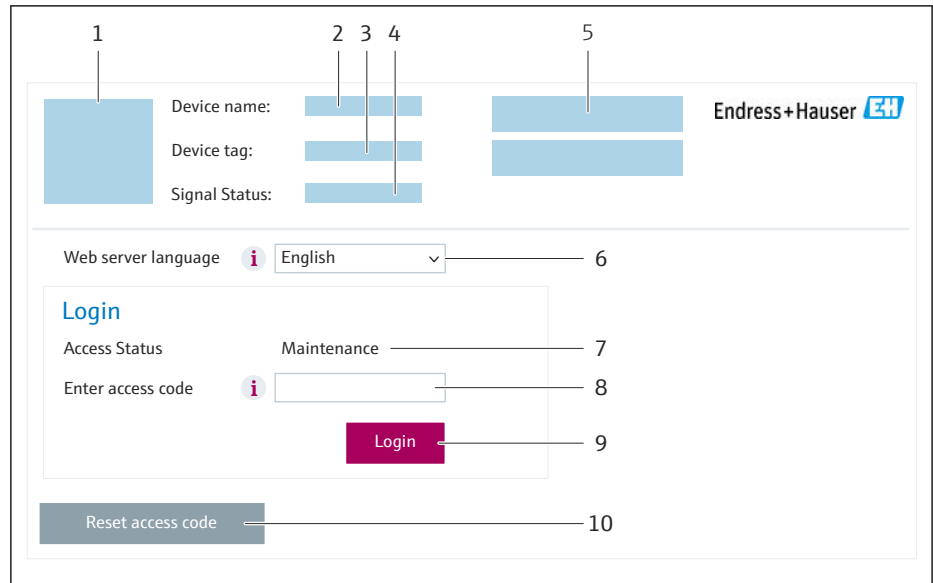 1 2 3 4 5
Device name:
Endress+Hauser EH
Device tag:
Signal Status:
Web server language i English 6
Login
Access Status Maintenance 7
Enter access code i 8
Login 9
Reset access code 10